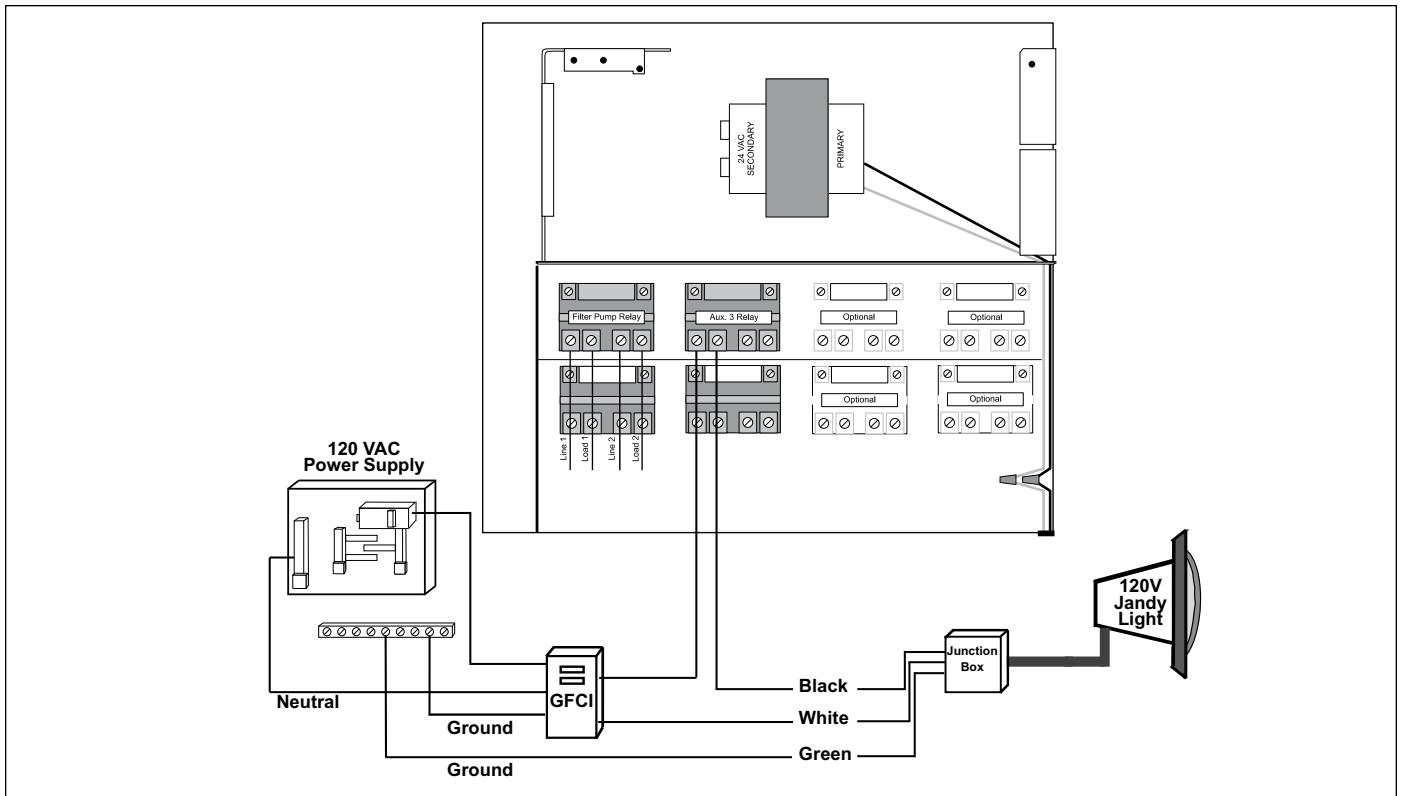 24 VAC
SECONDARY
PRIMARY
Filter Pump Relay
Aux. 3 Relay
Optional
Optional
Optional
Optional
Line 1
Load 1
Line 2
Load 2
120 VAC
Power Supply
120V
Jandy
Light
Junction
Box
GFCI
Neutral
Black
White
Ground
Green
Ground